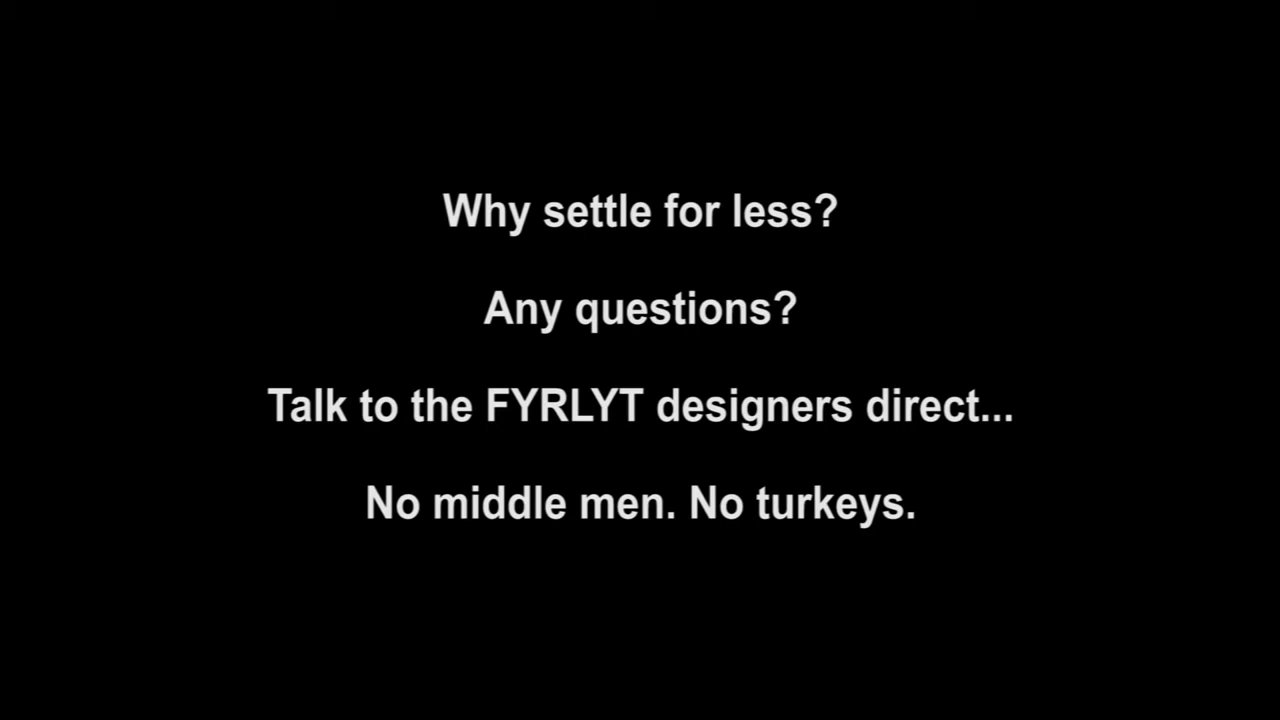 Why settle for less?
Any questions?
Talk to the FYRLYT designers direct...
No middle men. No turkeys.